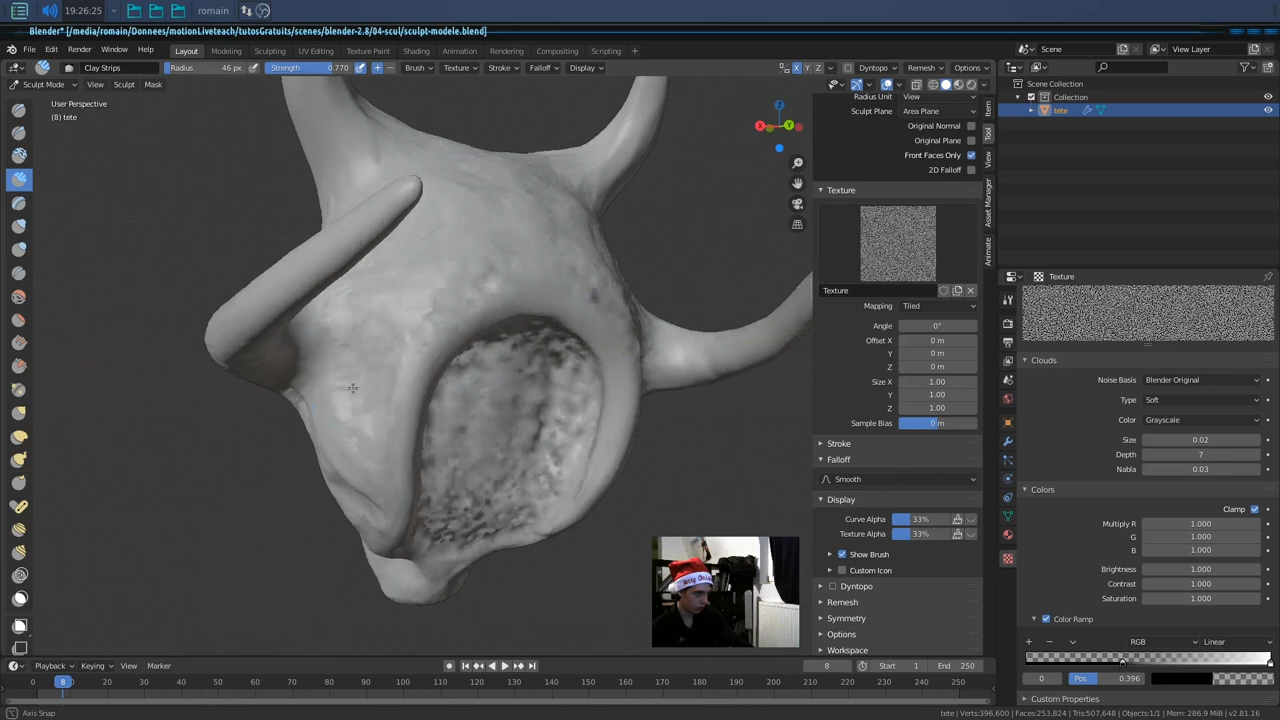 19:26:25 romain
Blender* [/media/romain/Donnees/motionLiveteach/tutosGratuits/scenes/blender-2.8/04-scul/sculpt-modele.blend]
File Edit Render Window Help Layout Modeling Sculpting UV Editing Texture Paint Shading Animation Rendering Compositing Scripting + Scene View Layer
Clay Strips Radius 46 px Strength 0.770 Brush Texture Stroke Falloff Display X Y Z Dyntopo Remesh Options
Sculpt Mode View Sculpt Mask
User Perspective
(8) tete
Scene Collection
Collection
tete
Z
X Y
Radius Unit View
Sculpt Plane Area Plane
Original Normal
Original Plane
Front Faces Only
2D Falloff
Texture
Texture
Mapping Tiled
Angle 0°
Offset X 0 m
Y 0 m
Z 0 m
Size X 1.00
Y 1.00
Z 1.00
Sample Bias 0 m
Stroke
Falloff
Smooth
Display
Curve Alpha 33%
Texture Alpha 33%
Show Brush
Custom Icon
Dyntopo
Remesh
Symmetry
Options
Workspace
Item
Tool
View
Asset Manager
Animate
Texture
Clouds
Noise Basis Blender Original
Type Soft
Color Grayscale
Size 0.02
Depth 7
Nabla 0.03
Colors
Clamp
Multiply R 1.000
G 1.000
B 1.000
Brightness 1.000
Contrast 1.000
Saturation 1.000
Color Ramp
RGB Linear
0 Pos 0.396
Custom Properties
Playback Keying View Marker 8 Start 1 End 250
0 8 10 20 30 40 50 60 70 80 90 100 110 120 130 140 150 160 170 180 190 200 210 220 230 240 250
Axis Snap tete | Verts:396,600 | Faces:253,824 | Tris:507,648 | Objects:1/1 | Mem: 286.9 MiB | v2.81.16